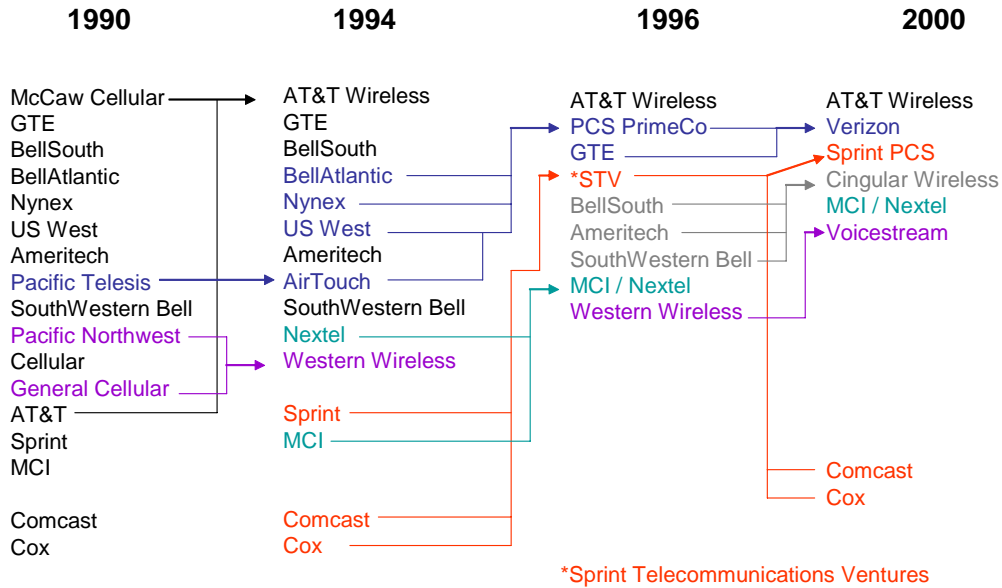 1990
1994
1996
2000
McCaw Cellular
GTE
BellSouth
BellAtlantic
Nynex
US West
Ameritech
Pacific Telesis
SouthWestern Bell
Pacific Northwest
Cellular
General Cellular
AT&T
Sprint
MCI
Comcast
Cox
AT&T Wireless
GTE
BellSouth
BellAtlantic
Nynex
US West
Ameritech
AirTouch
SouthWestern Bell
Nextel
Western Wireless
Sprint
MCI
Comcast
Cox
AT&T Wireless
PCS PrimeCo
GTE
*STV
BellSouth
Ameritech
SouthWestern Bell
MCI / Nextel
Western Wireless
AT&T Wireless
Verizon
Sprint PCS
Cingular Wireless
MCI / Nextel
Voicestream
Comcast
Cox
*Sprint Telecommunications Ventures